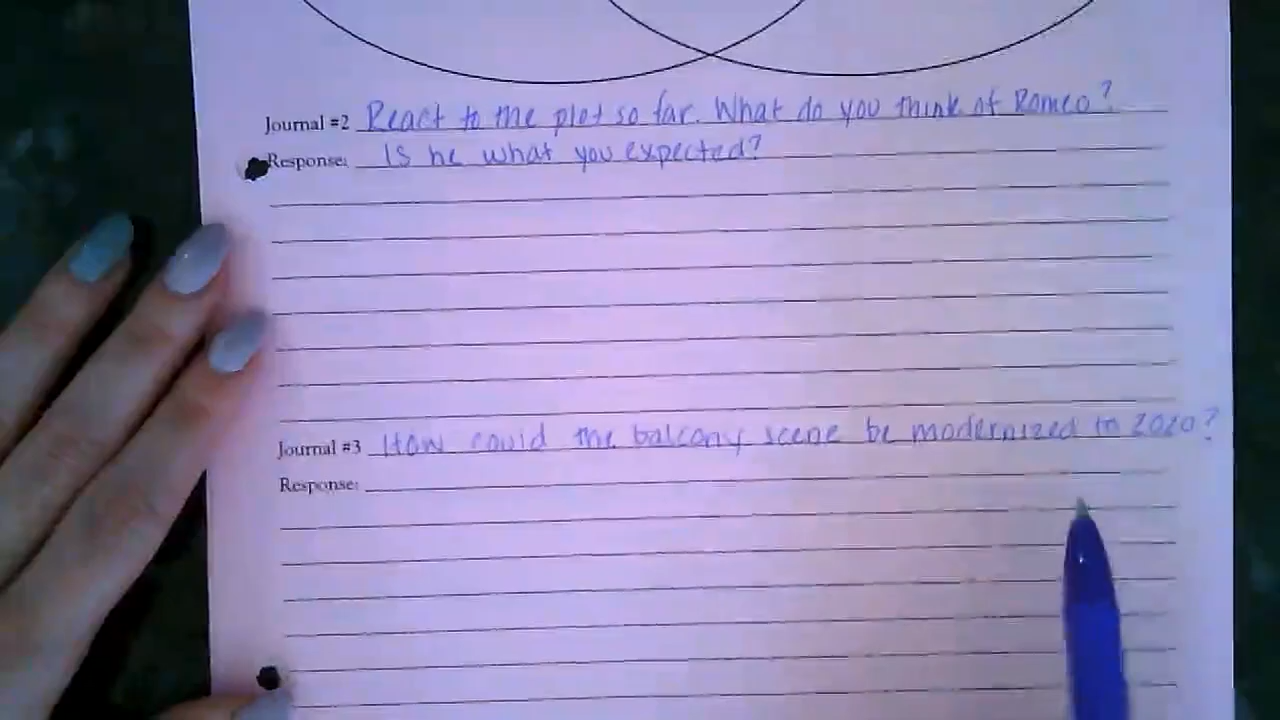 Journal #2 React to the plot so far. What do you think of Romeo?
Response: Is he what you expected?
Journal #3 How could the balcony scene be modernized in 2020?
Response: